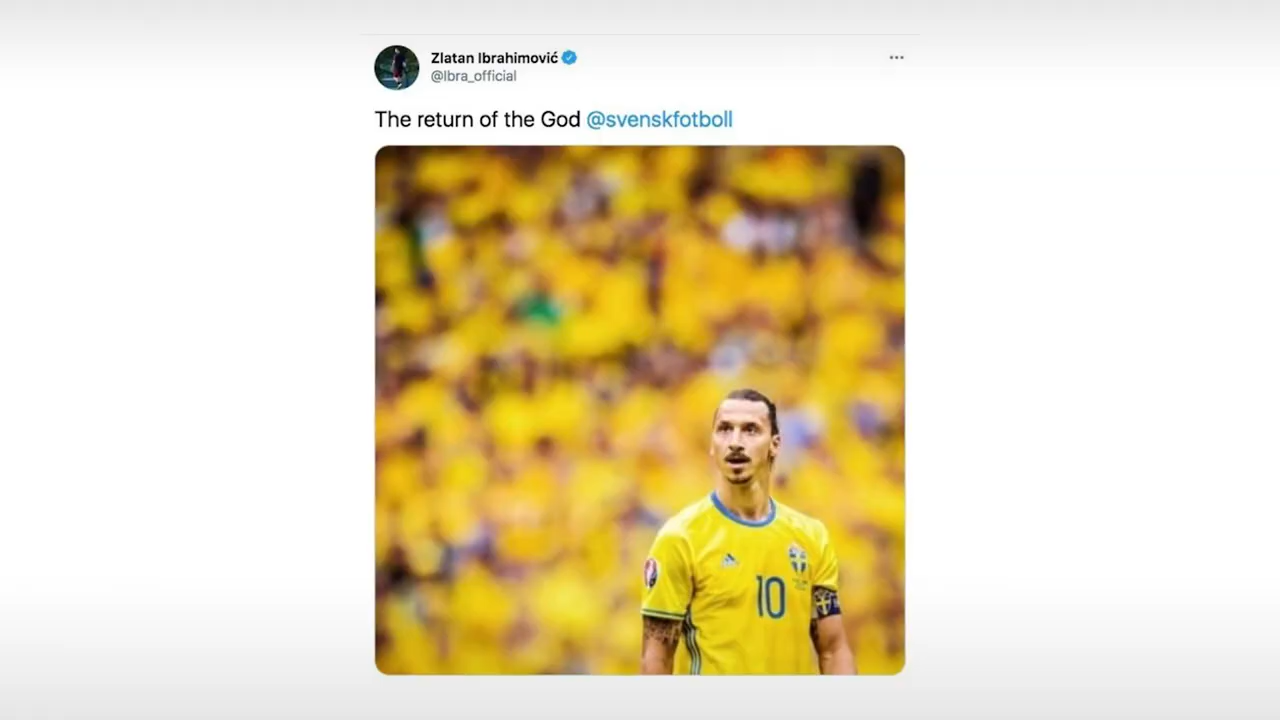 Zlatan Ibrahimović
@Ibra_official
The return of the God @svenskfotboll
10